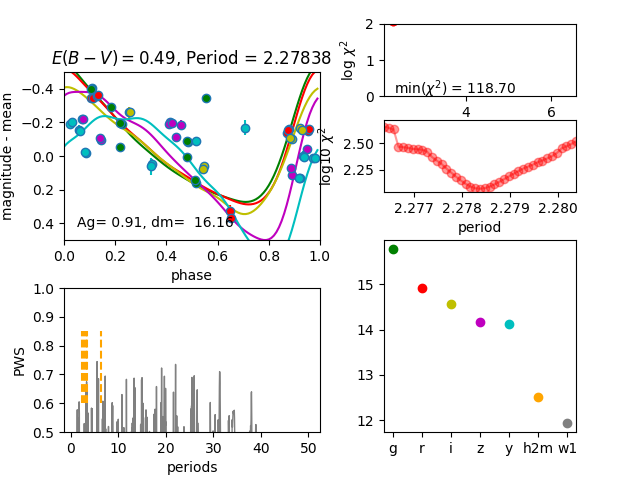 E(B − V) = 0.49, Period = 2.27838
magnitude - mean
−0.4
−0.2
0.0
0.2
0.4
Ag= 0.91, dm= 16.16
0.0 0.2 0.4 0.6 0.8 1.0
phase
log χ²
2
1
0
min(χ²) = 118.70
4 6
log10 χ²
2.50
2.25
2.277 2.278 2.279 2.280
period
PWS
1.0
0.9
0.8
0.7
0.6
0.5
0 10 20 30 40 50
periods
15
14
13
12
g r i z y h2m w1